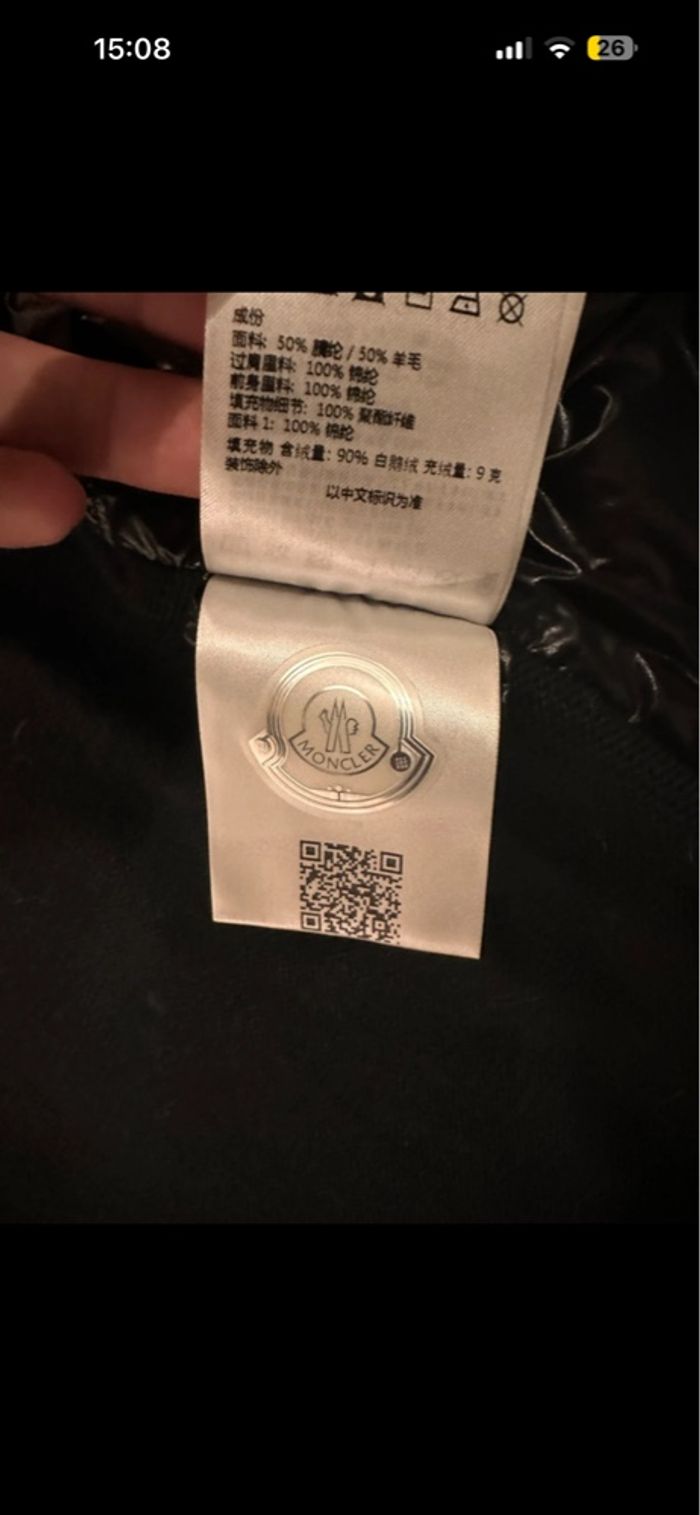 15:08
26
成份
面料: 50% 腈纶 / 50% 羊毛
过肩里料: 100% 锦纶
前身里料: 100% 锦纶
填充物细节: 100% 聚酯纤维
面料 1: 100% 锦纶
填充物 含绒量: 90% 白鹅绒 充绒量: 9 克
装饰除外
以中文标识为准
MONCLER